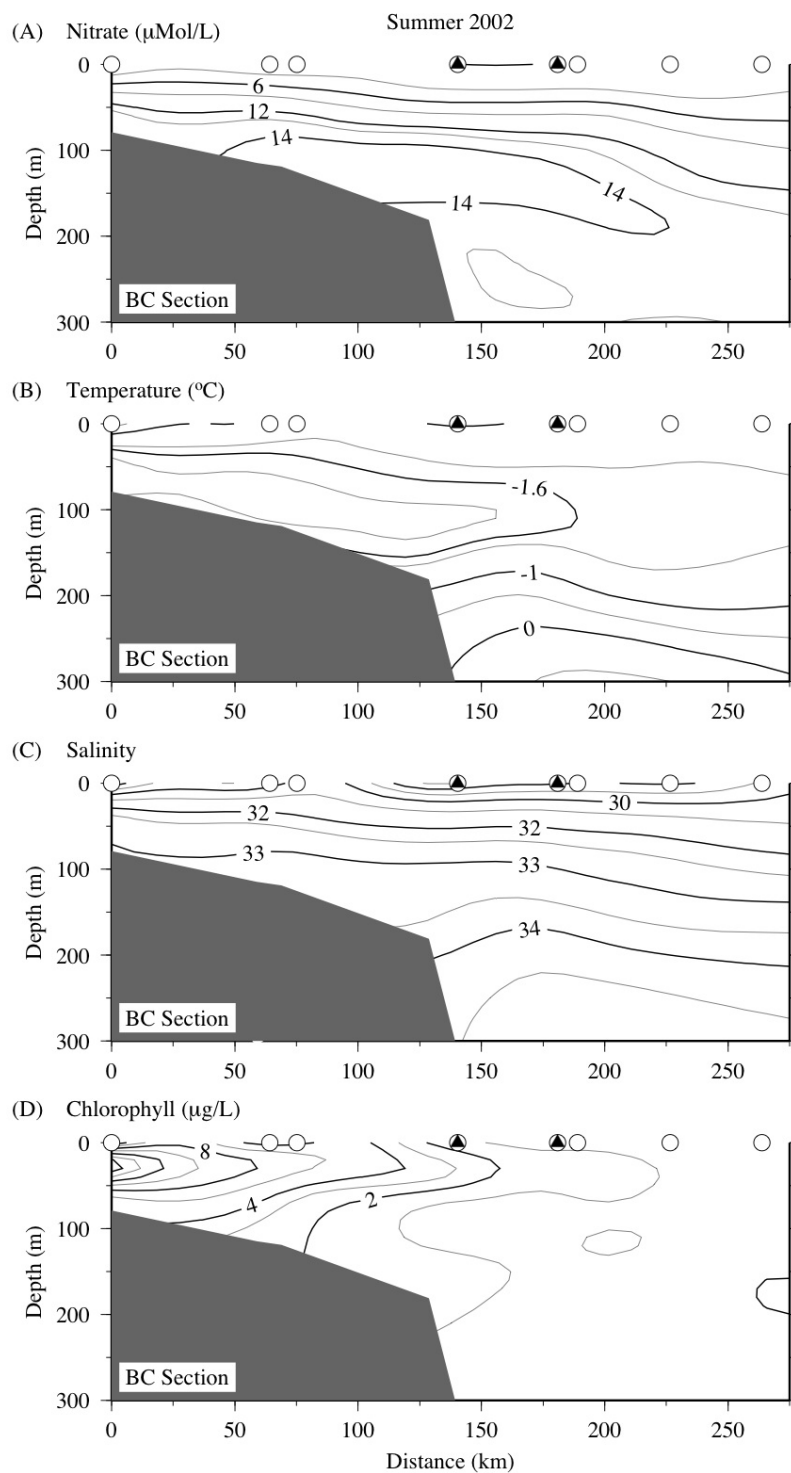 Summer 2002
(A) Nitrate (µMol/L)
0
6
12
100
14
14
14
200
BC Section
300
0 50 100 150 200 250
Depth (m)
(B) Temperature (ºC)
0
-1.6
100
-1
200
0
BC Section
300
0 50 100 150 200 250
Depth (m)
(C) Salinity
0
30
32
32
33
33
100
34
200
BC Section
300
0 50 100 150 200 250
Depth (m)
(D) Chlorophyll (µg/L)
0
8
4
2
100
200
BC Section
300
0 50 100 150 200 250
Depth (m)
Distance (km)